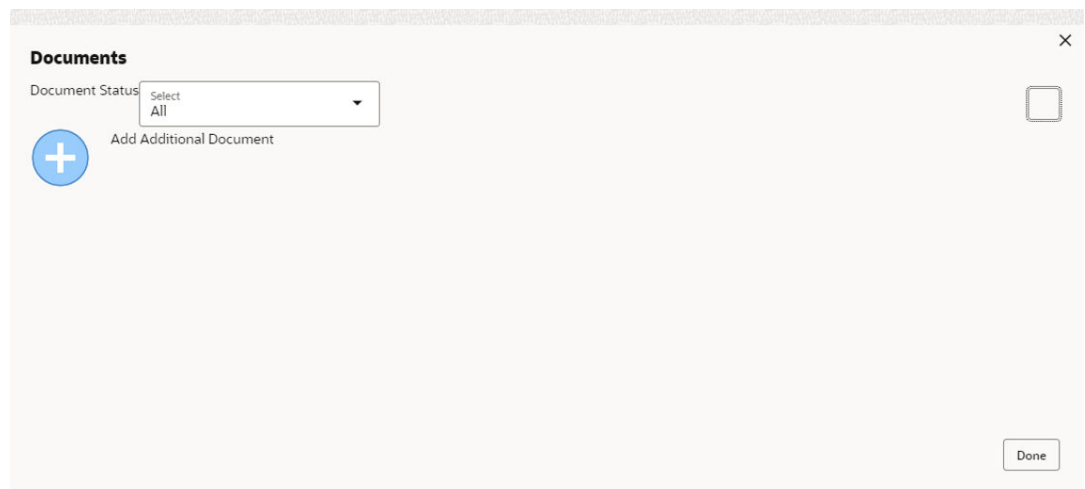 Documents
Document Status
Select
All
Add Additional Document
Done